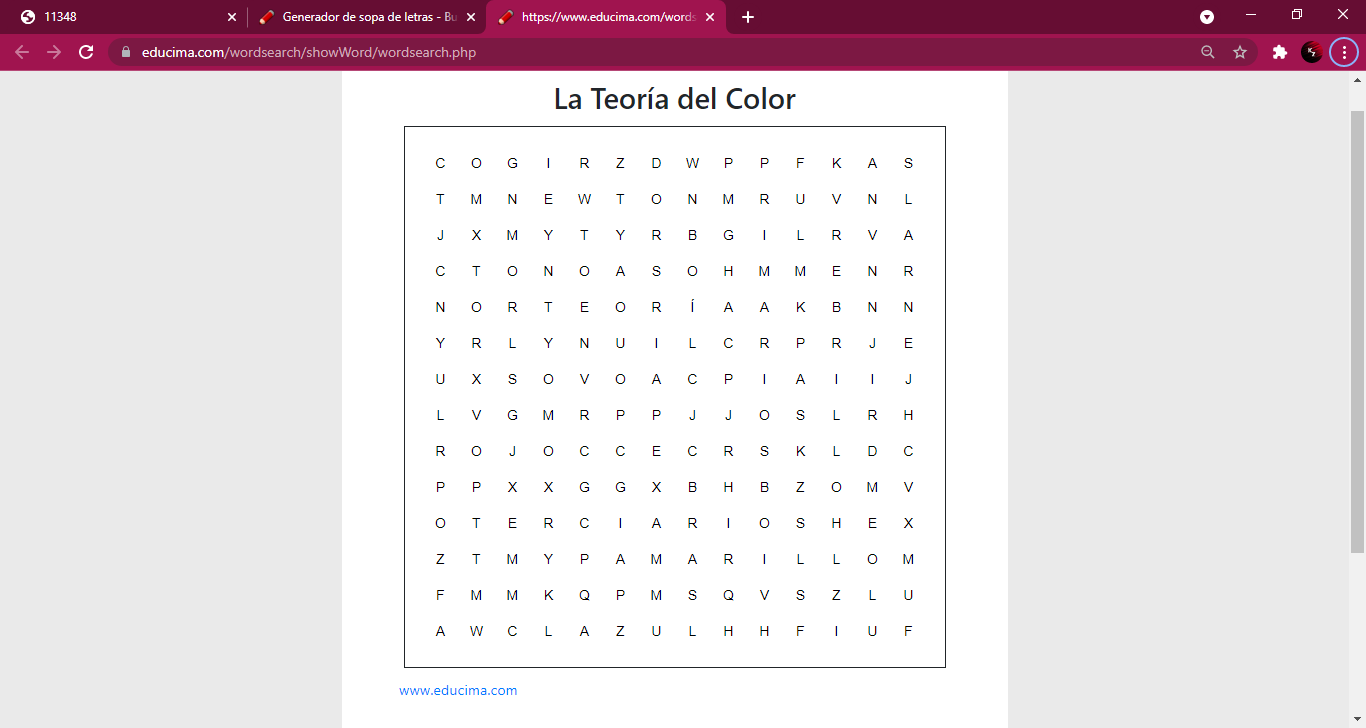 11348
Generador de sopa de letras - Bu
https://www.educima.com/words
educima.com/wordsearch/showWord/wordsearch.php
La Teoría del Color
C O G I R Z D W P P F K A S
T M N E W T O N M R U V N L
J X M Y T Y R B G I L R V A
C T O N O A S O H M M E N R
N O R T E O R Í A A K B N N
Y R L Y N U I L C R P R J E
U X S O V O A C P I A I I J
L V G M R P P J J O S L R H
R O J O C C E C R S K L D C
P P X X G G X B H B Z O M V
O T E R C I A R I O S H E X
Z T M Y P A M A R I L L O M
F M M K Q P M S Q V S Z L U
A W C L A Z U L H H F I U F
www.educima.com